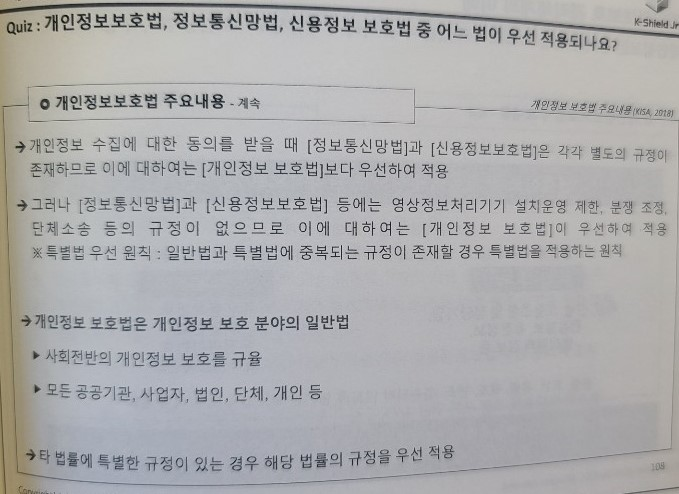 K-Shield Jr
Quiz : 개인정보보호법, 정보통신망법, 신용정보 보호법 중 어느 법이 우선 적용되나요?
개인정보보호법 주요내용 - 계속
개인정보 보호법 주요내용(KISA, 2018)
→개인정보 수집에 대한 동의를 받을 때 [정보통신망법]과 [신용정보보호법]은 각각 별도의 규정이
존재하므로 이에 대하여는 [개인정보 보호법]보다 우선하여 적용
→그러나 [정보통신망법]과 [신용정보보호법] 등에는 영상정보처리기기 설치운영 제한, 분쟁 조정,
단체소송 등의 규정이 없으므로 이에 대하여는 [개인정보 보호법]이 우선하여 적용
※ 특별법 우선 원칙 : 일반법과 특별법에 중복되는 규정이 존재할 경우 특별법을 적용하는 원칙
→개인정보 보호법은 개인정보 보호 분야의 일반법
▶ 사회전반의 개인정보 보호를 규율
▶ 모든 공공기관, 사업자, 법인, 단체, 개인 등
→타 법률에 특별한 규정이 있는 경우 해당 법률의 규정을 우선 적용
108